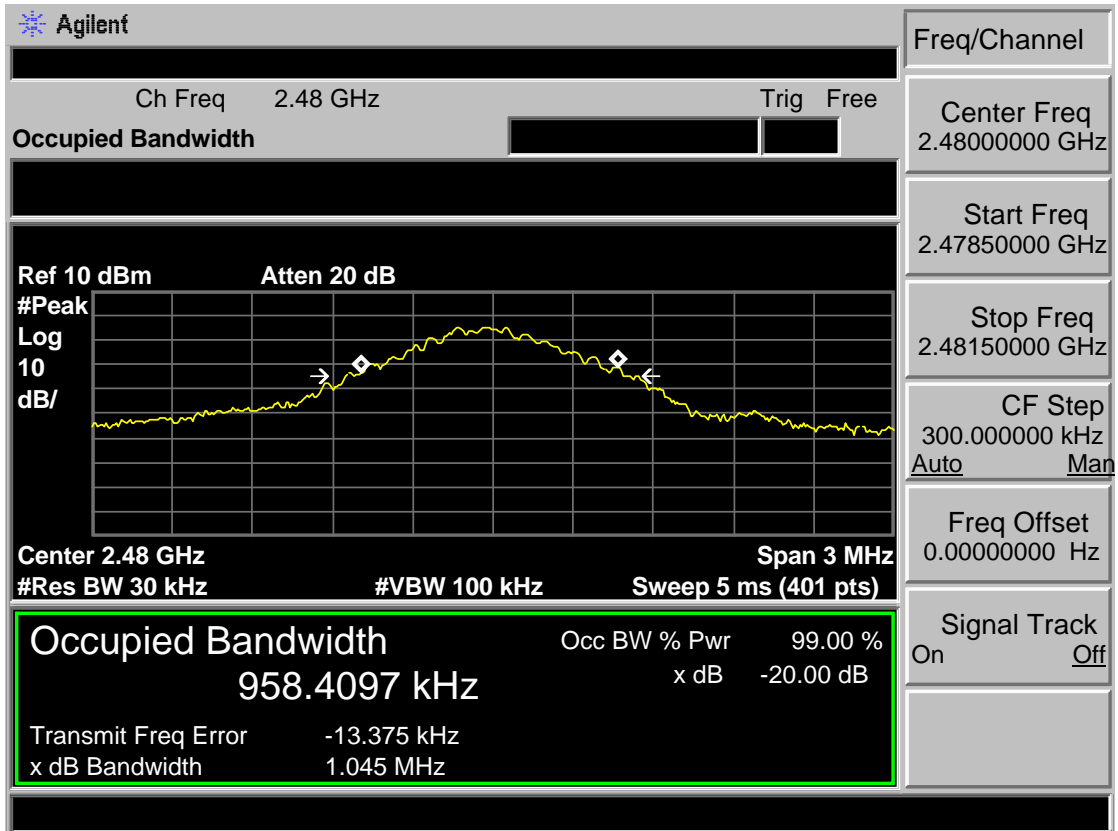 Agilent
Freq/Channel
Ch Freq 2.48 GHz Trig Free
Occupied Bandwidth
Center Freq
2.48000000 GHz
Start Freq
2.47850000 GHz
Stop Freq
2.48150000 GHz
CF Step
300.000000 kHz
Auto Man
Freq Offset
0.00000000 Hz
Signal Track
On Off
Ref 10 dBm Atten 20 dB
#Peak
Log
10
dB/
Center 2.48 GHz Span 3 MHz
#Res BW 30 kHz #VBW 100 kHz Sweep 5 ms (401 pts)
Occupied Bandwidth
958.4097 kHz
Occ BW % Pwr 99.00 %
x dB -20.00 dB
Transmit Freq Error -13.375 kHz
x dB Bandwidth 1.045 MHz